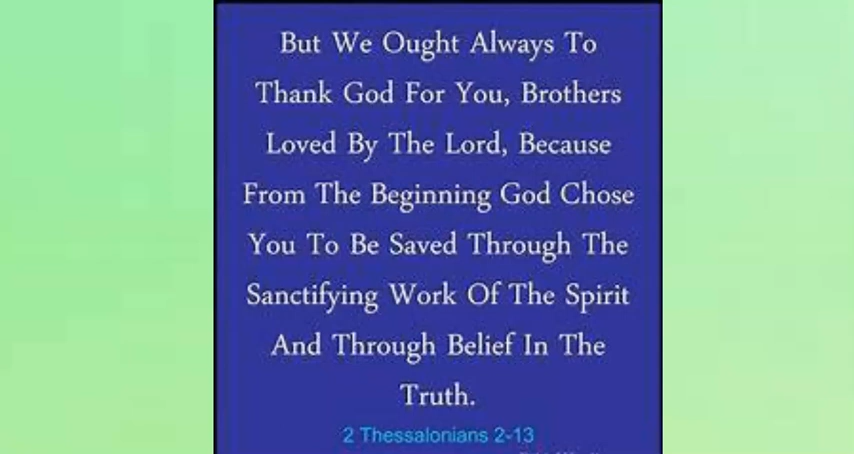 But We Ought Always To
Thank God For You, Brothers
Loved By The Lord, Because
From The Beginning God Chose
You To Be Saved Through The
Sanctifying Work Of The Spirit
And Through Belief In The
Truth.
2 Thessalonians 2-13